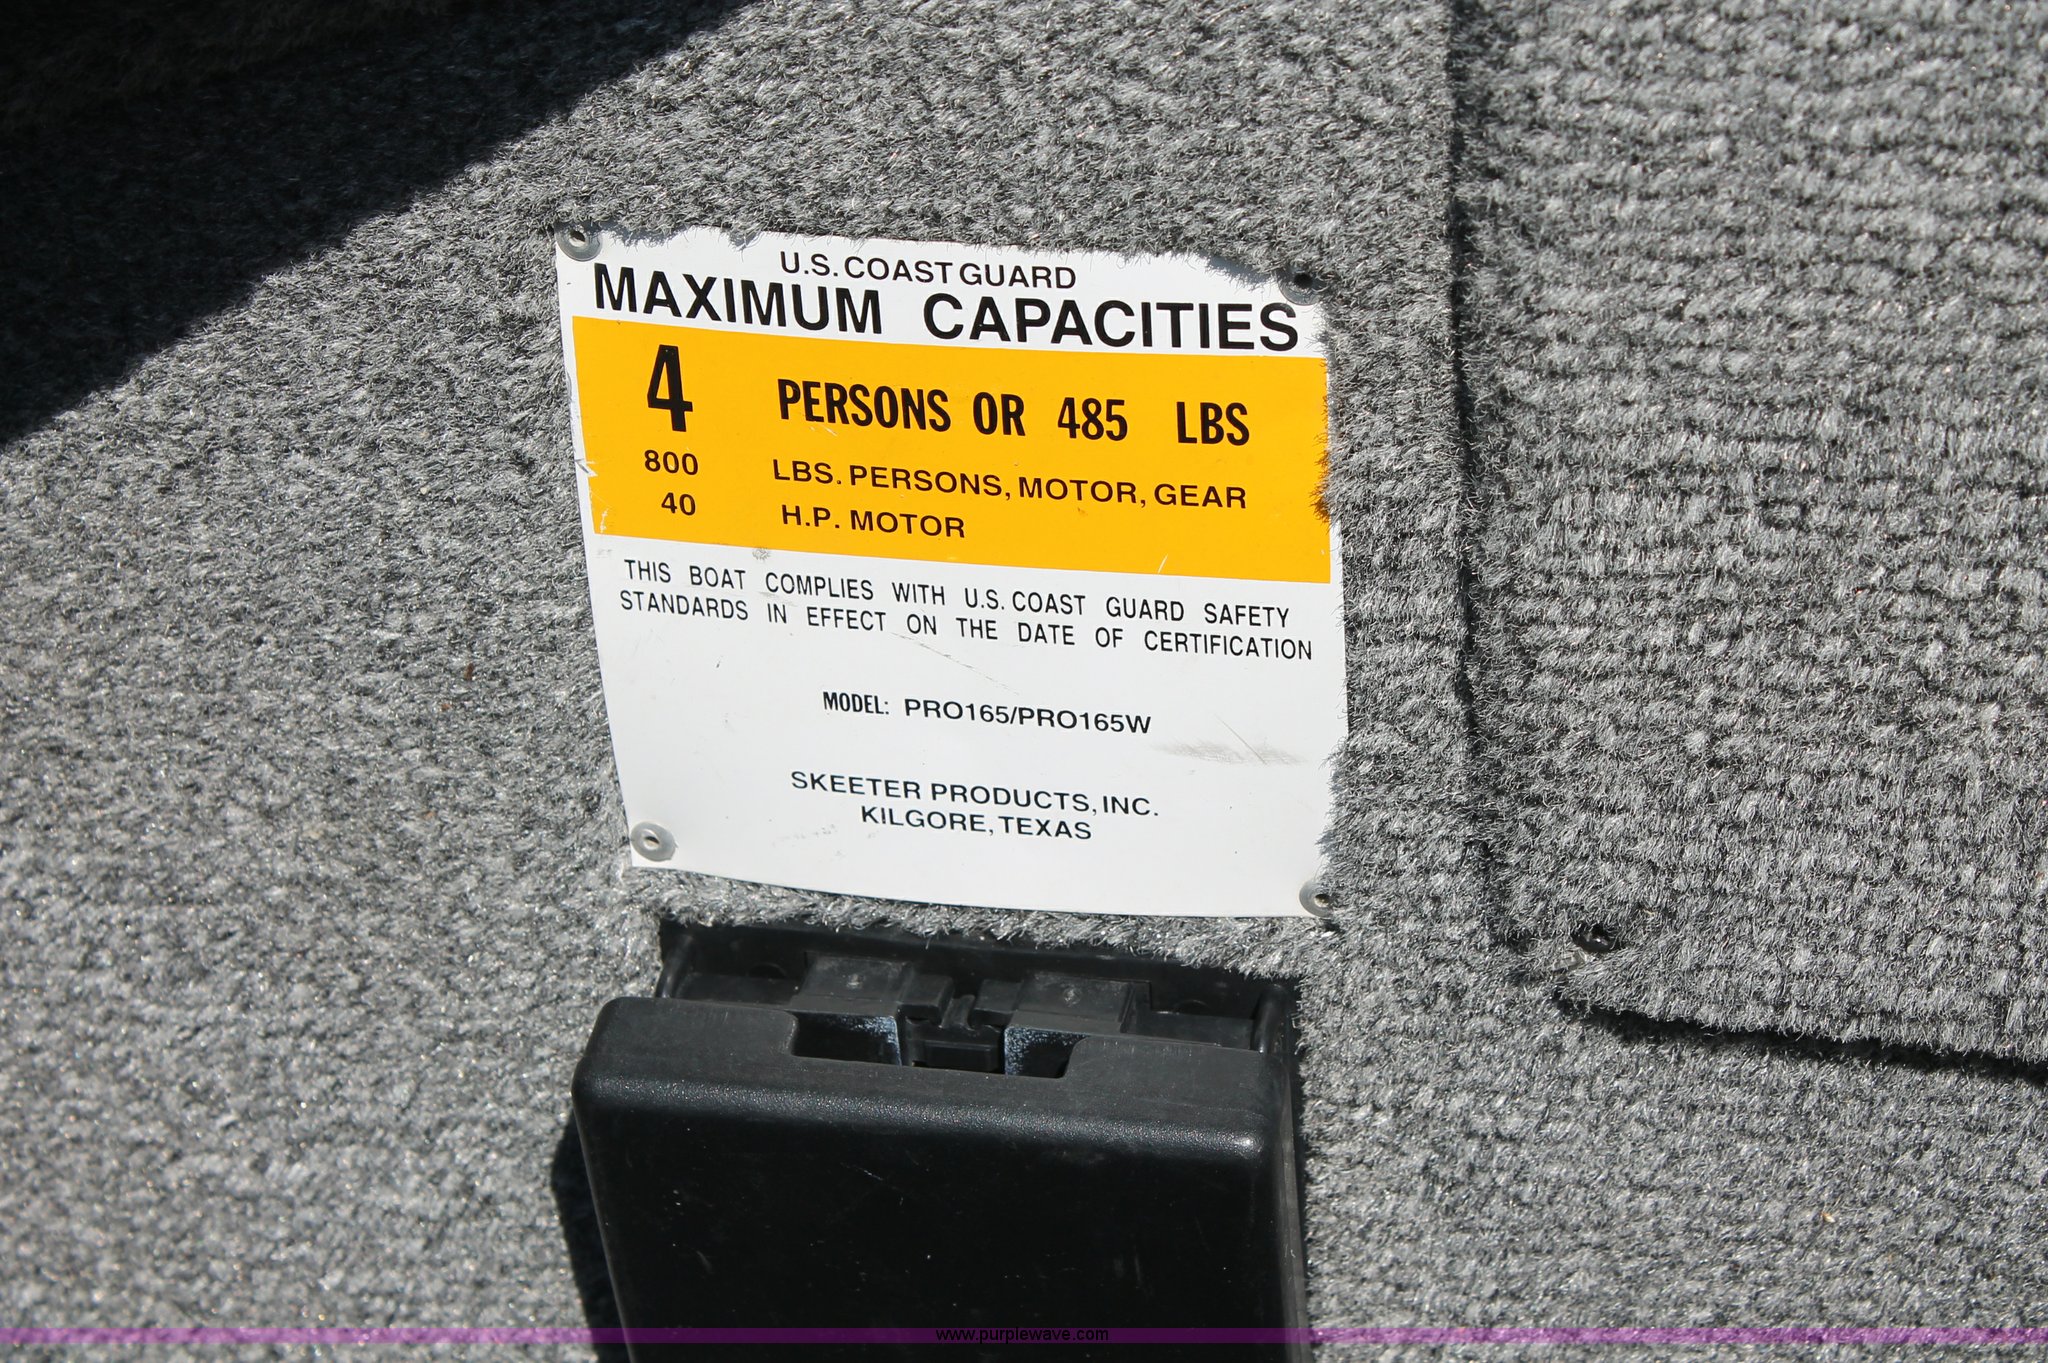 U.S. COAST GUARD
MAXIMUM CAPACITIES
4 PERSONS OR 485 LBS
800 LBS. PERSONS, MOTOR, GEAR
40 H.P. MOTOR
THIS BOAT COMPLIES WITH U.S. COAST GUARD SAFETY
STANDARDS IN EFFECT ON THE DATE OF CERTIFICATION
MODEL: PRO165/PRO165W
SKEETER PRODUCTS, INC.
KILGORE, TEXAS
www.purplewave.com